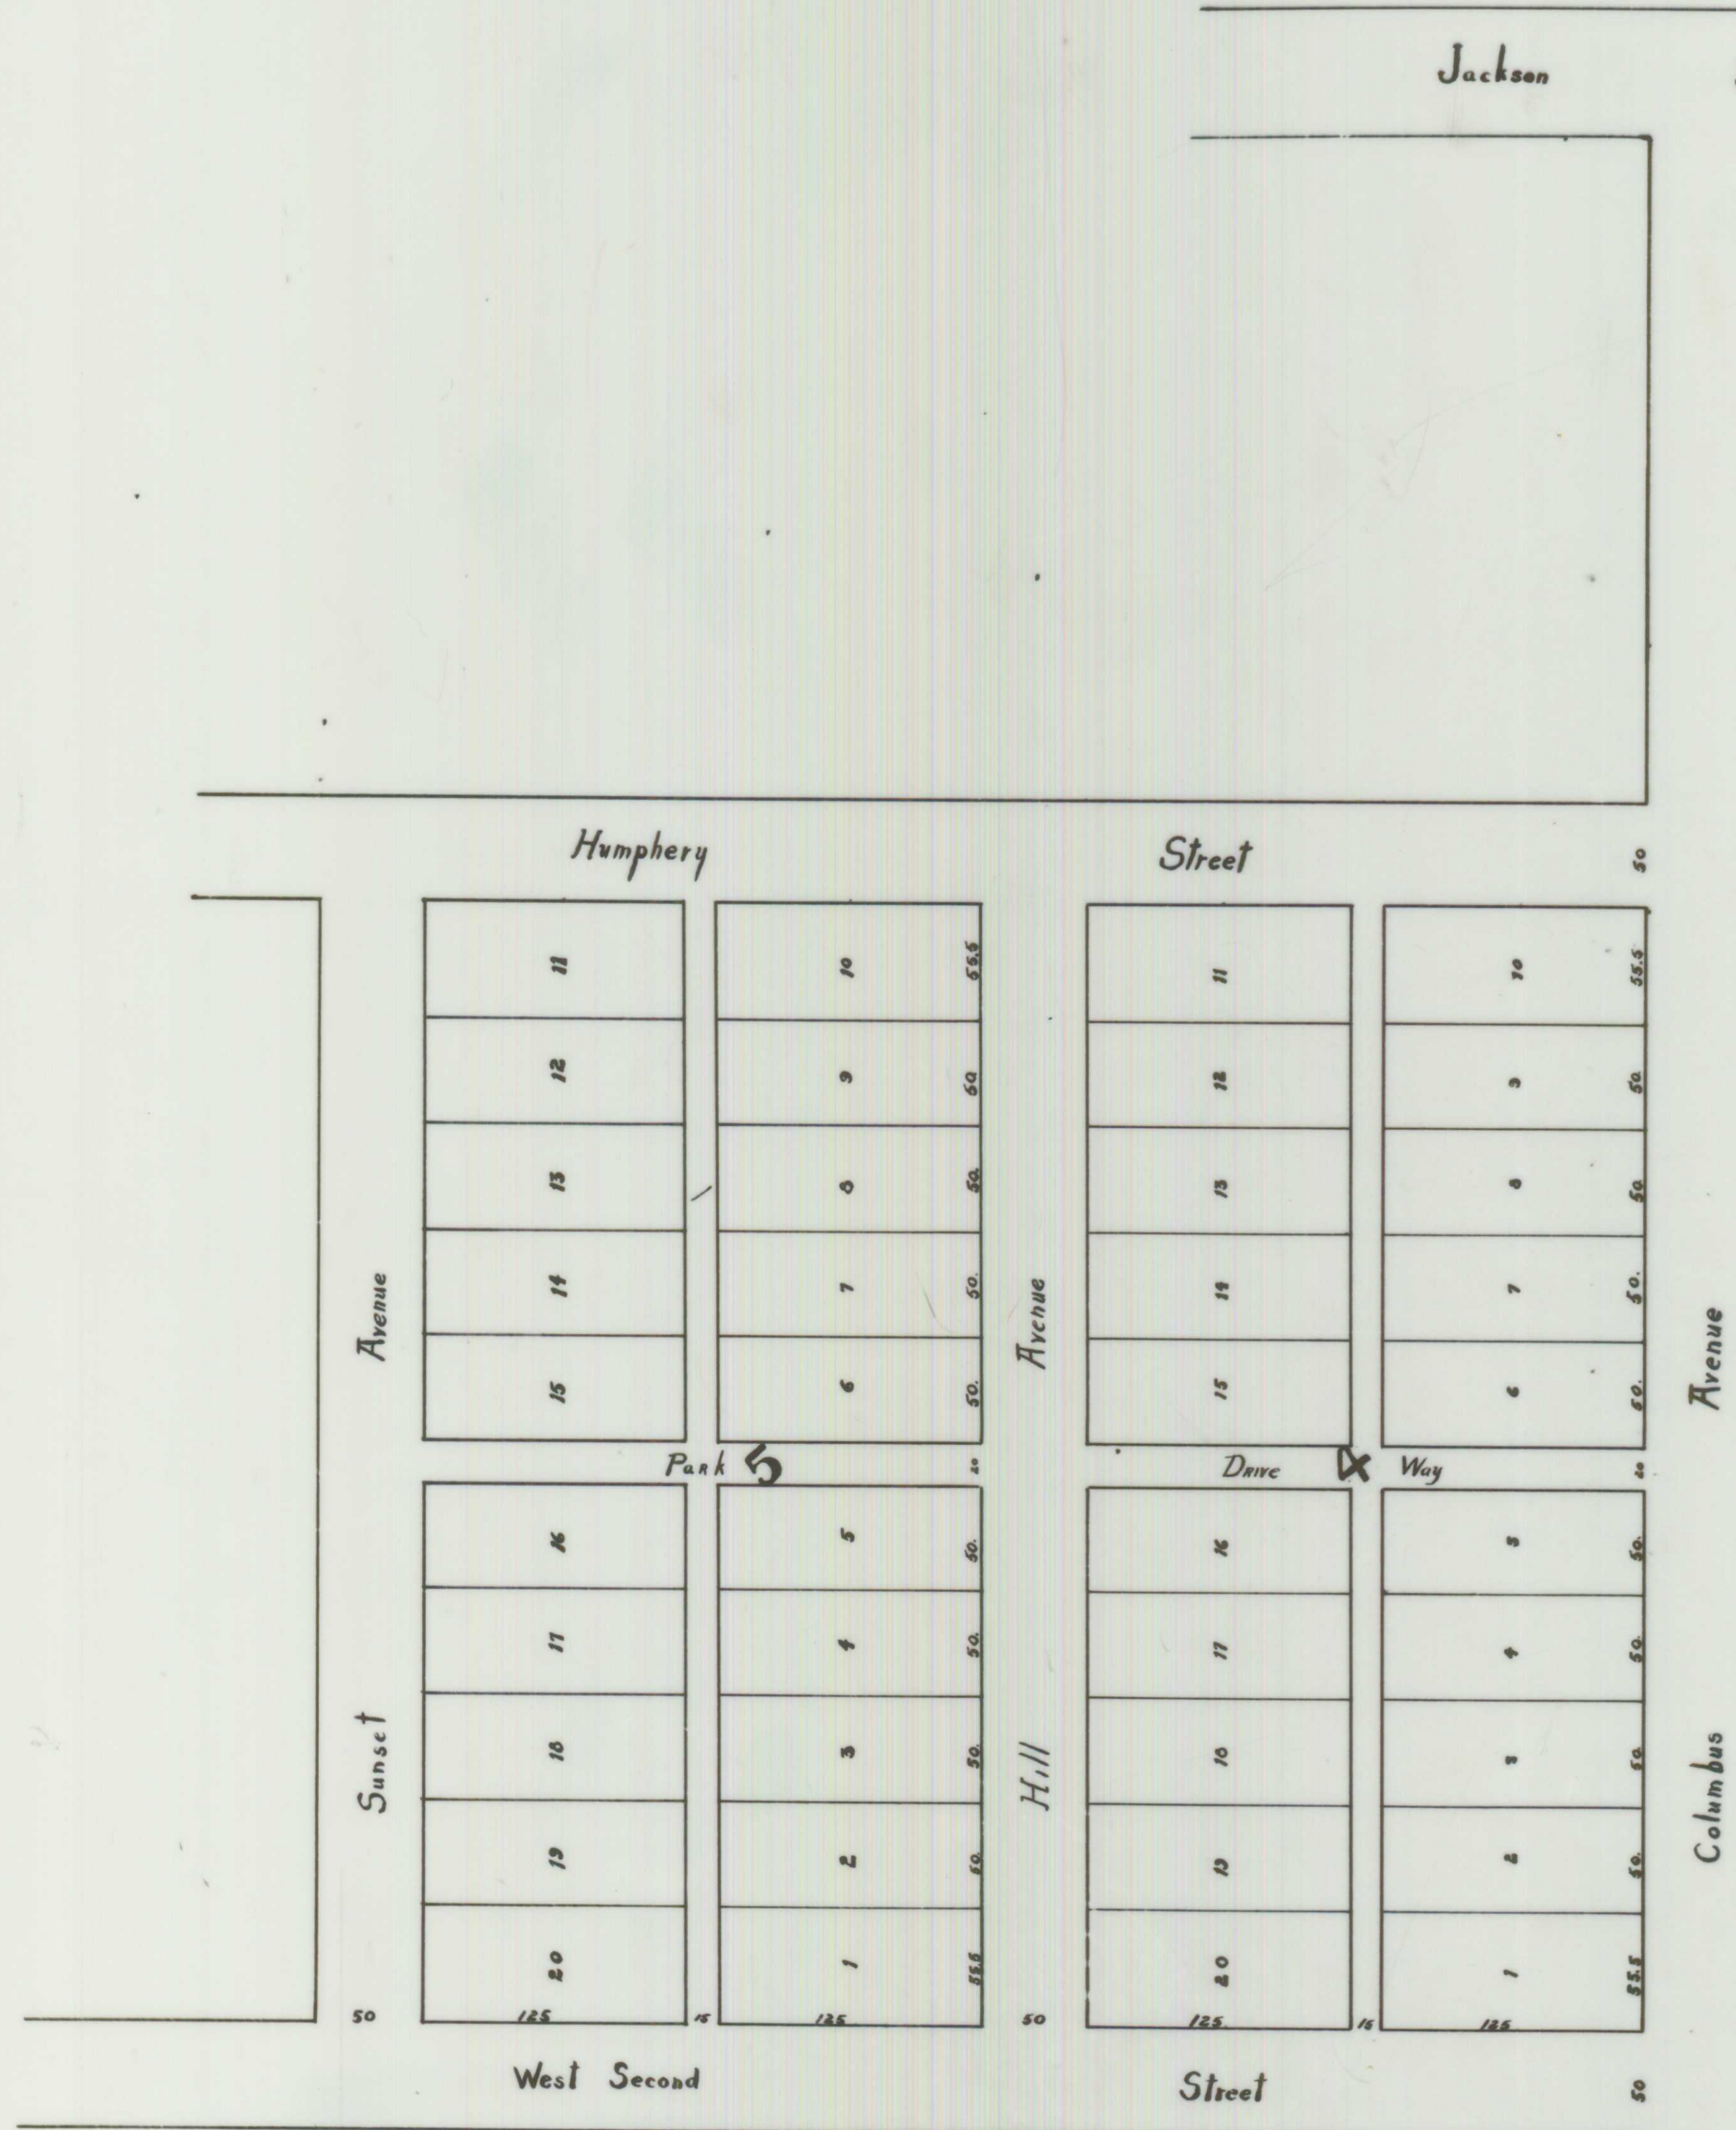 Jackson
Humphery Street
50
11 10 55.5 11 10 55.5
12 9 50 12 9 50.
13 8 50. 13 8 50.
14 7 50. 14 7 50.
15 6 50. 15 6 50.
Park 5 20 Drive 4 Way 20
16 5 50. 16 5 50.
17 4 50. 17 4 50.
18 3 50. 18 3 50.
19 2 50. 19 2 50.
20 1 55.5 20 1 55.5
50 125 15 125 50 125 15 125
Sunset Avenue
Hill Avenue
Columbus Avenue
West Second Street
50